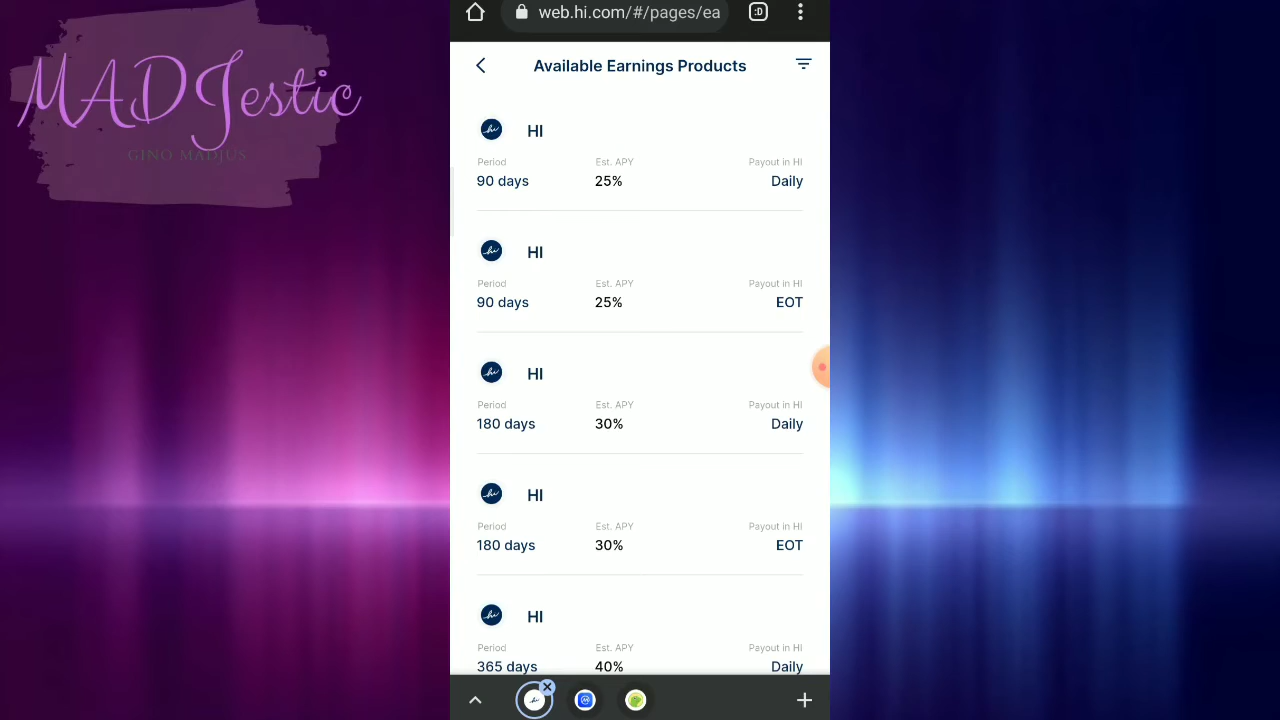 MADJestic
GINO MADJUS
web.hi.com/#/pages/ea
:D
Available Earnings Products
HI
Period Est. APY Payout in HI
90 days 25% Daily
HI
Period Est. APY Payout in HI
90 days 25% EOT
HI
Period Est. APY Payout in HI
180 days 30% Daily
HI
Period Est. APY Payout in HI
180 days 30% EOT
HI
Period Est. APY Payout in HI
365 days 40% Daily